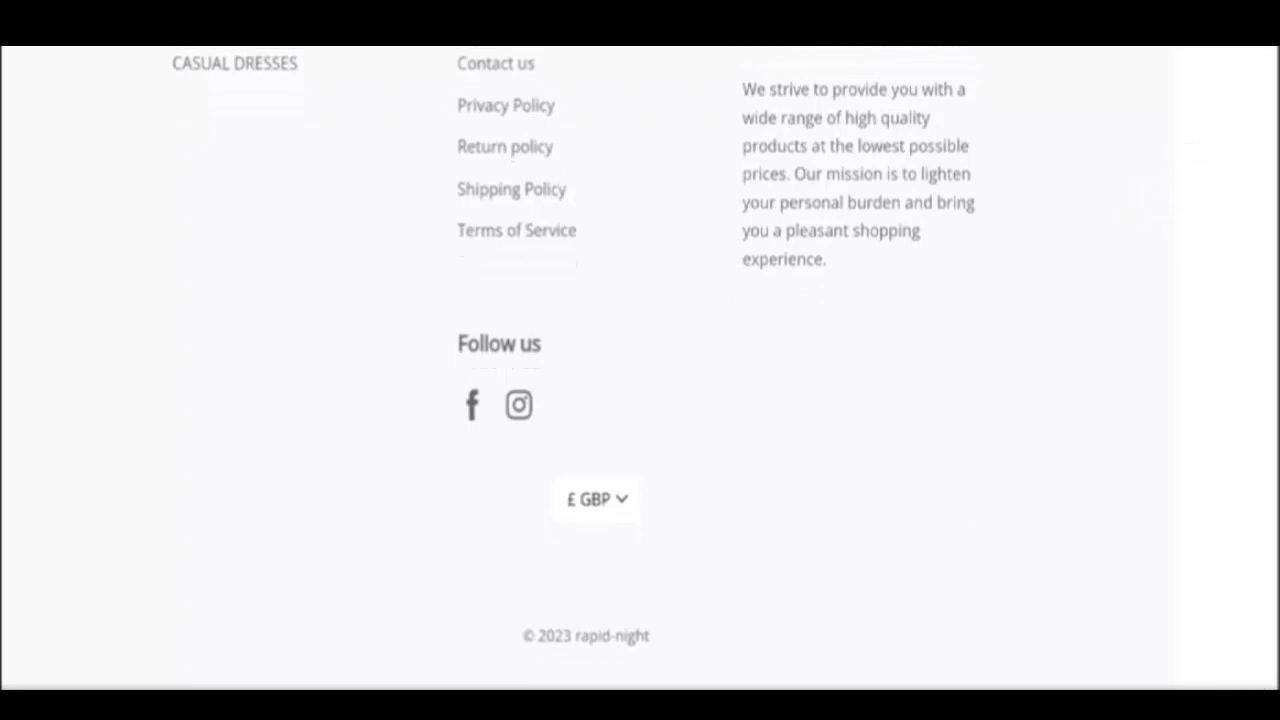 CASUAL DRESSES
Contact us
Privacy Policy
Return policy
Shipping Policy
Terms of Service
We strive to provide you with a
wide range of high quality
products at the lowest possible
prices. Our mission is to lighten
your personal burden and bring
you a pleasant shopping
experience.
Follow us
£ GBP
© 2023 rapid-night